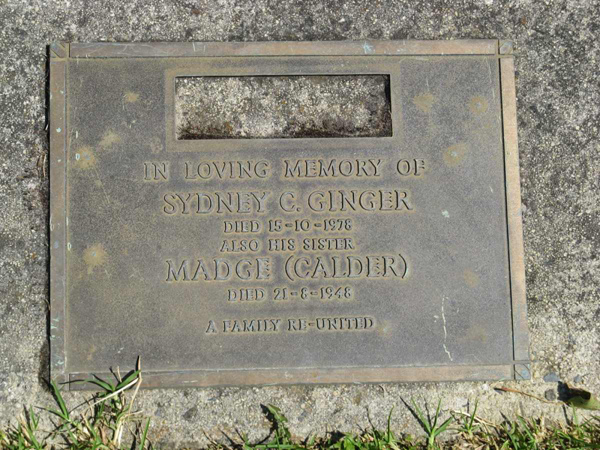 IN LOVING MEMORY OF
SYDNEY C. GINGER
DIED 15-10-1978
ALSO HIS SISTER
MADGE (CALDER)
DIED 21-8-1948
A FAMILY RE-UNITED